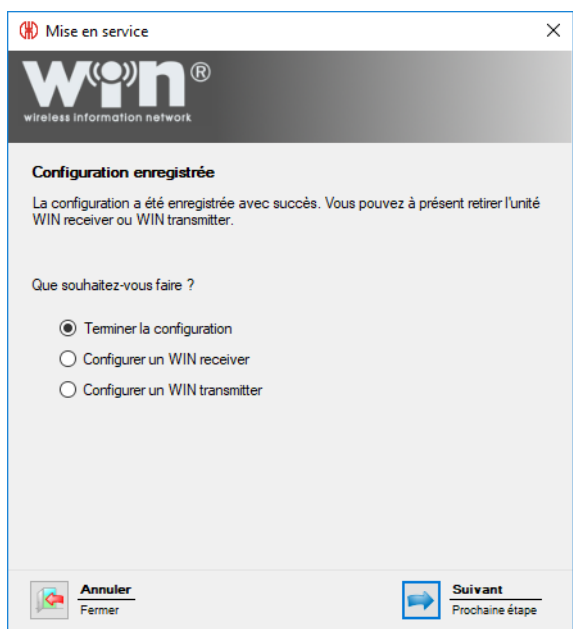 Mise en service
WIN®
wireless information network
Configuration enregistrée
La configuration a été enregistrée avec succès. Vous pouvez à présent retirer l'unité
WIN receiver ou WIN transmitter.
Que souhaitez-vous faire ?
Terminer la configuration
Configurer un WIN receiver
Configurer un WIN transmitter
Annuler
Fermer
Suivant
Prochaine étape